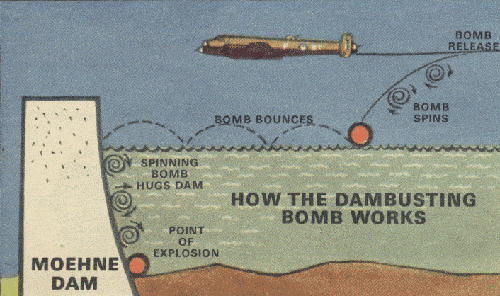 BOMB
RELEASE
BOMB
SPINS
BOMB BOUNCES
SPINNING
BOMB
HUGS DAM
HOW THE DAMBUSTING
BOMB WORKS
POINT
OF
EXPLOSION
MOEHNE
DAM